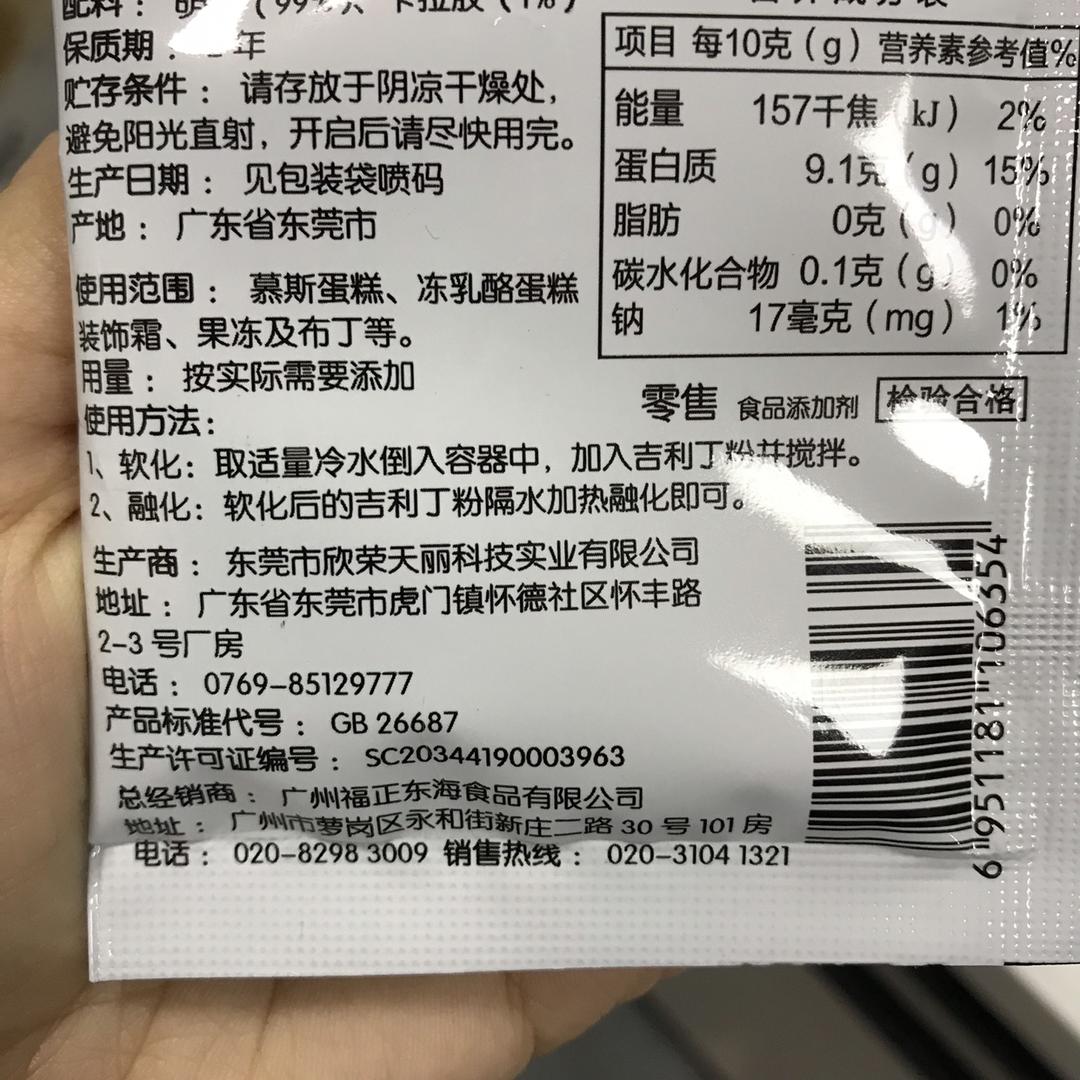 配料：明 （99%）、卡拉胶（1%）
保质期： 年
贮存条件：请存放于阴凉干燥处，
避免阳光直射，开启后请尽快用完。
生产日期：见包装袋喷码
产地：广东省东莞市
使用范围：慕斯蛋糕、冻乳酪蛋糕
装饰霜、果冻及布丁等。
用量：按实际需要添加
使用方法：
1、软化：取适量冷水倒入容器中，加入吉利丁粉并搅拌。
2、融化：软化后的吉利丁粉隔水加热融化即可。
生产商：东莞市欣荣天丽科技实业有限公司
地址：广东省东莞市虎门镇怀德社区怀丰路
2-3号厂房
电话：0769-85129777
产品标准代号：GB 26687
生产许可证编号：SC20344190003963
总经销商：广州福正东海食品有限公司
地址：广州市萝岗区永和街新庄二路30号101房
电话：020-8298 3009 销售热线：020-3104 1321
项目 每10克（g）营养素参考值%
能量 157千焦（kJ） 2%
蛋白质 9.1克（g） 15%
脂肪 0克（g） 0%
碳水化合物 0.1克（g） 0%
钠 17毫克（mg） 1%
零售 食品添加剂 检验合格
6 951181 106354